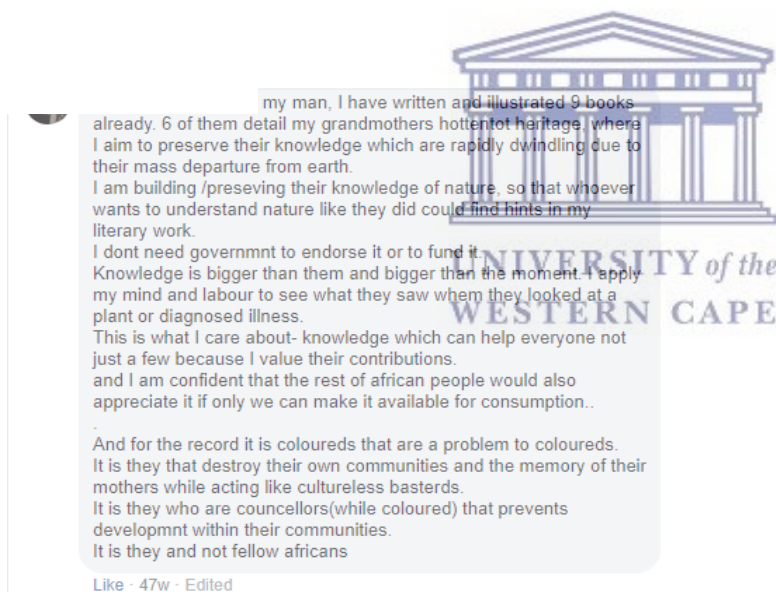 my man, I have written and illustrated 9 books
already. 6 of them detail my grandmothers hottentot heritage, where
I aim to preserve their knowledge which are rapidly dwindling due to
their mass departure from earth.
I am building /preseving their knowledge of nature, so that whoever
wants to understand nature like they did could find hints in my
literary work.
I dont need governmnt to endorse it or to fund it.
Knowledge is bigger than them and bigger than the moment. I apply
my mind and labour to see what they saw whem they looked at a
plant or diagnosed illness.
This is what I care about- knowledge which can help everyone not
just a few because I value their contributions.
and I am confident that the rest of african people would also
appreciate it if only we can make it available for consumption..
.
And for the record it is coloureds that are a problem to coloureds.
It is they that destroy their own communities and the memory of their
mothers while acting like cultureless basterds.
It is they who are councellors(while coloured) that prevents
developmnt within their communities.
It is they and not fellow africans
Like · 47w · Edited
UNIVERSITY of the
WESTERN CAPE